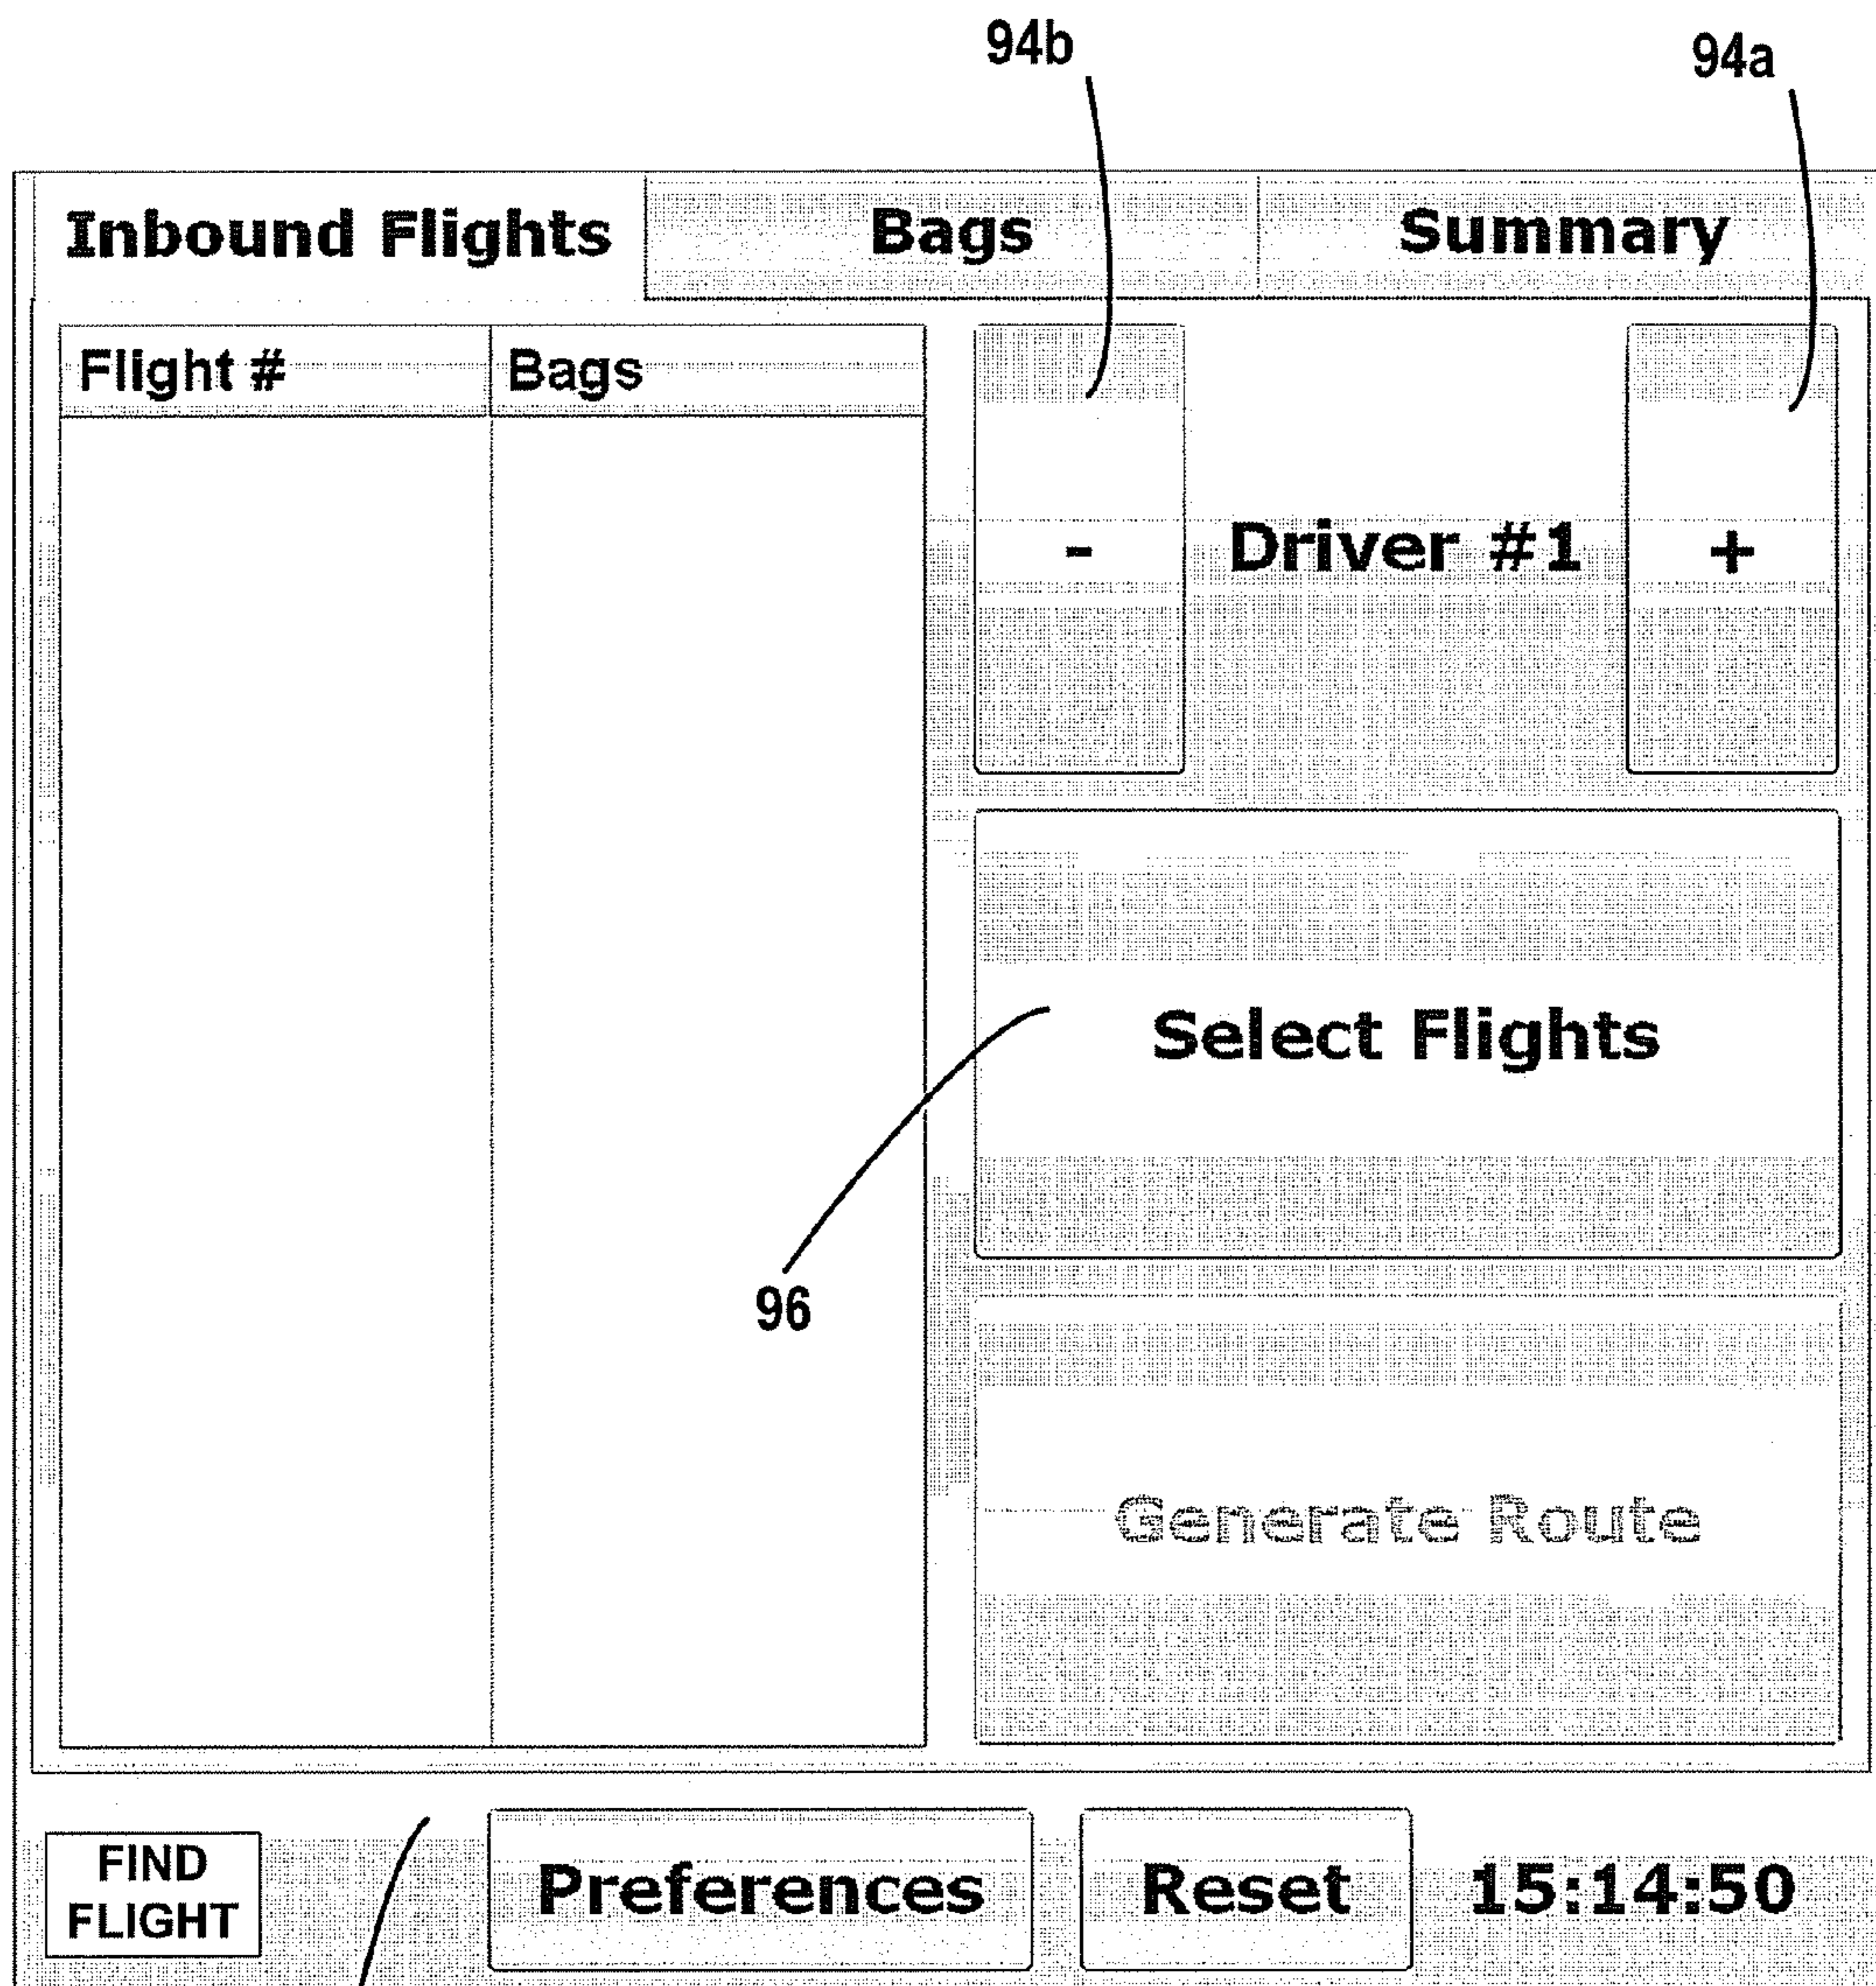 94b
94a
Inbound Flights
Bags
Summary
Flight #
Bags
-
Driver #1
+
Select Flights
96
Generate Route
FIND
FLIGHT
Preferences
Reset
15:14:50